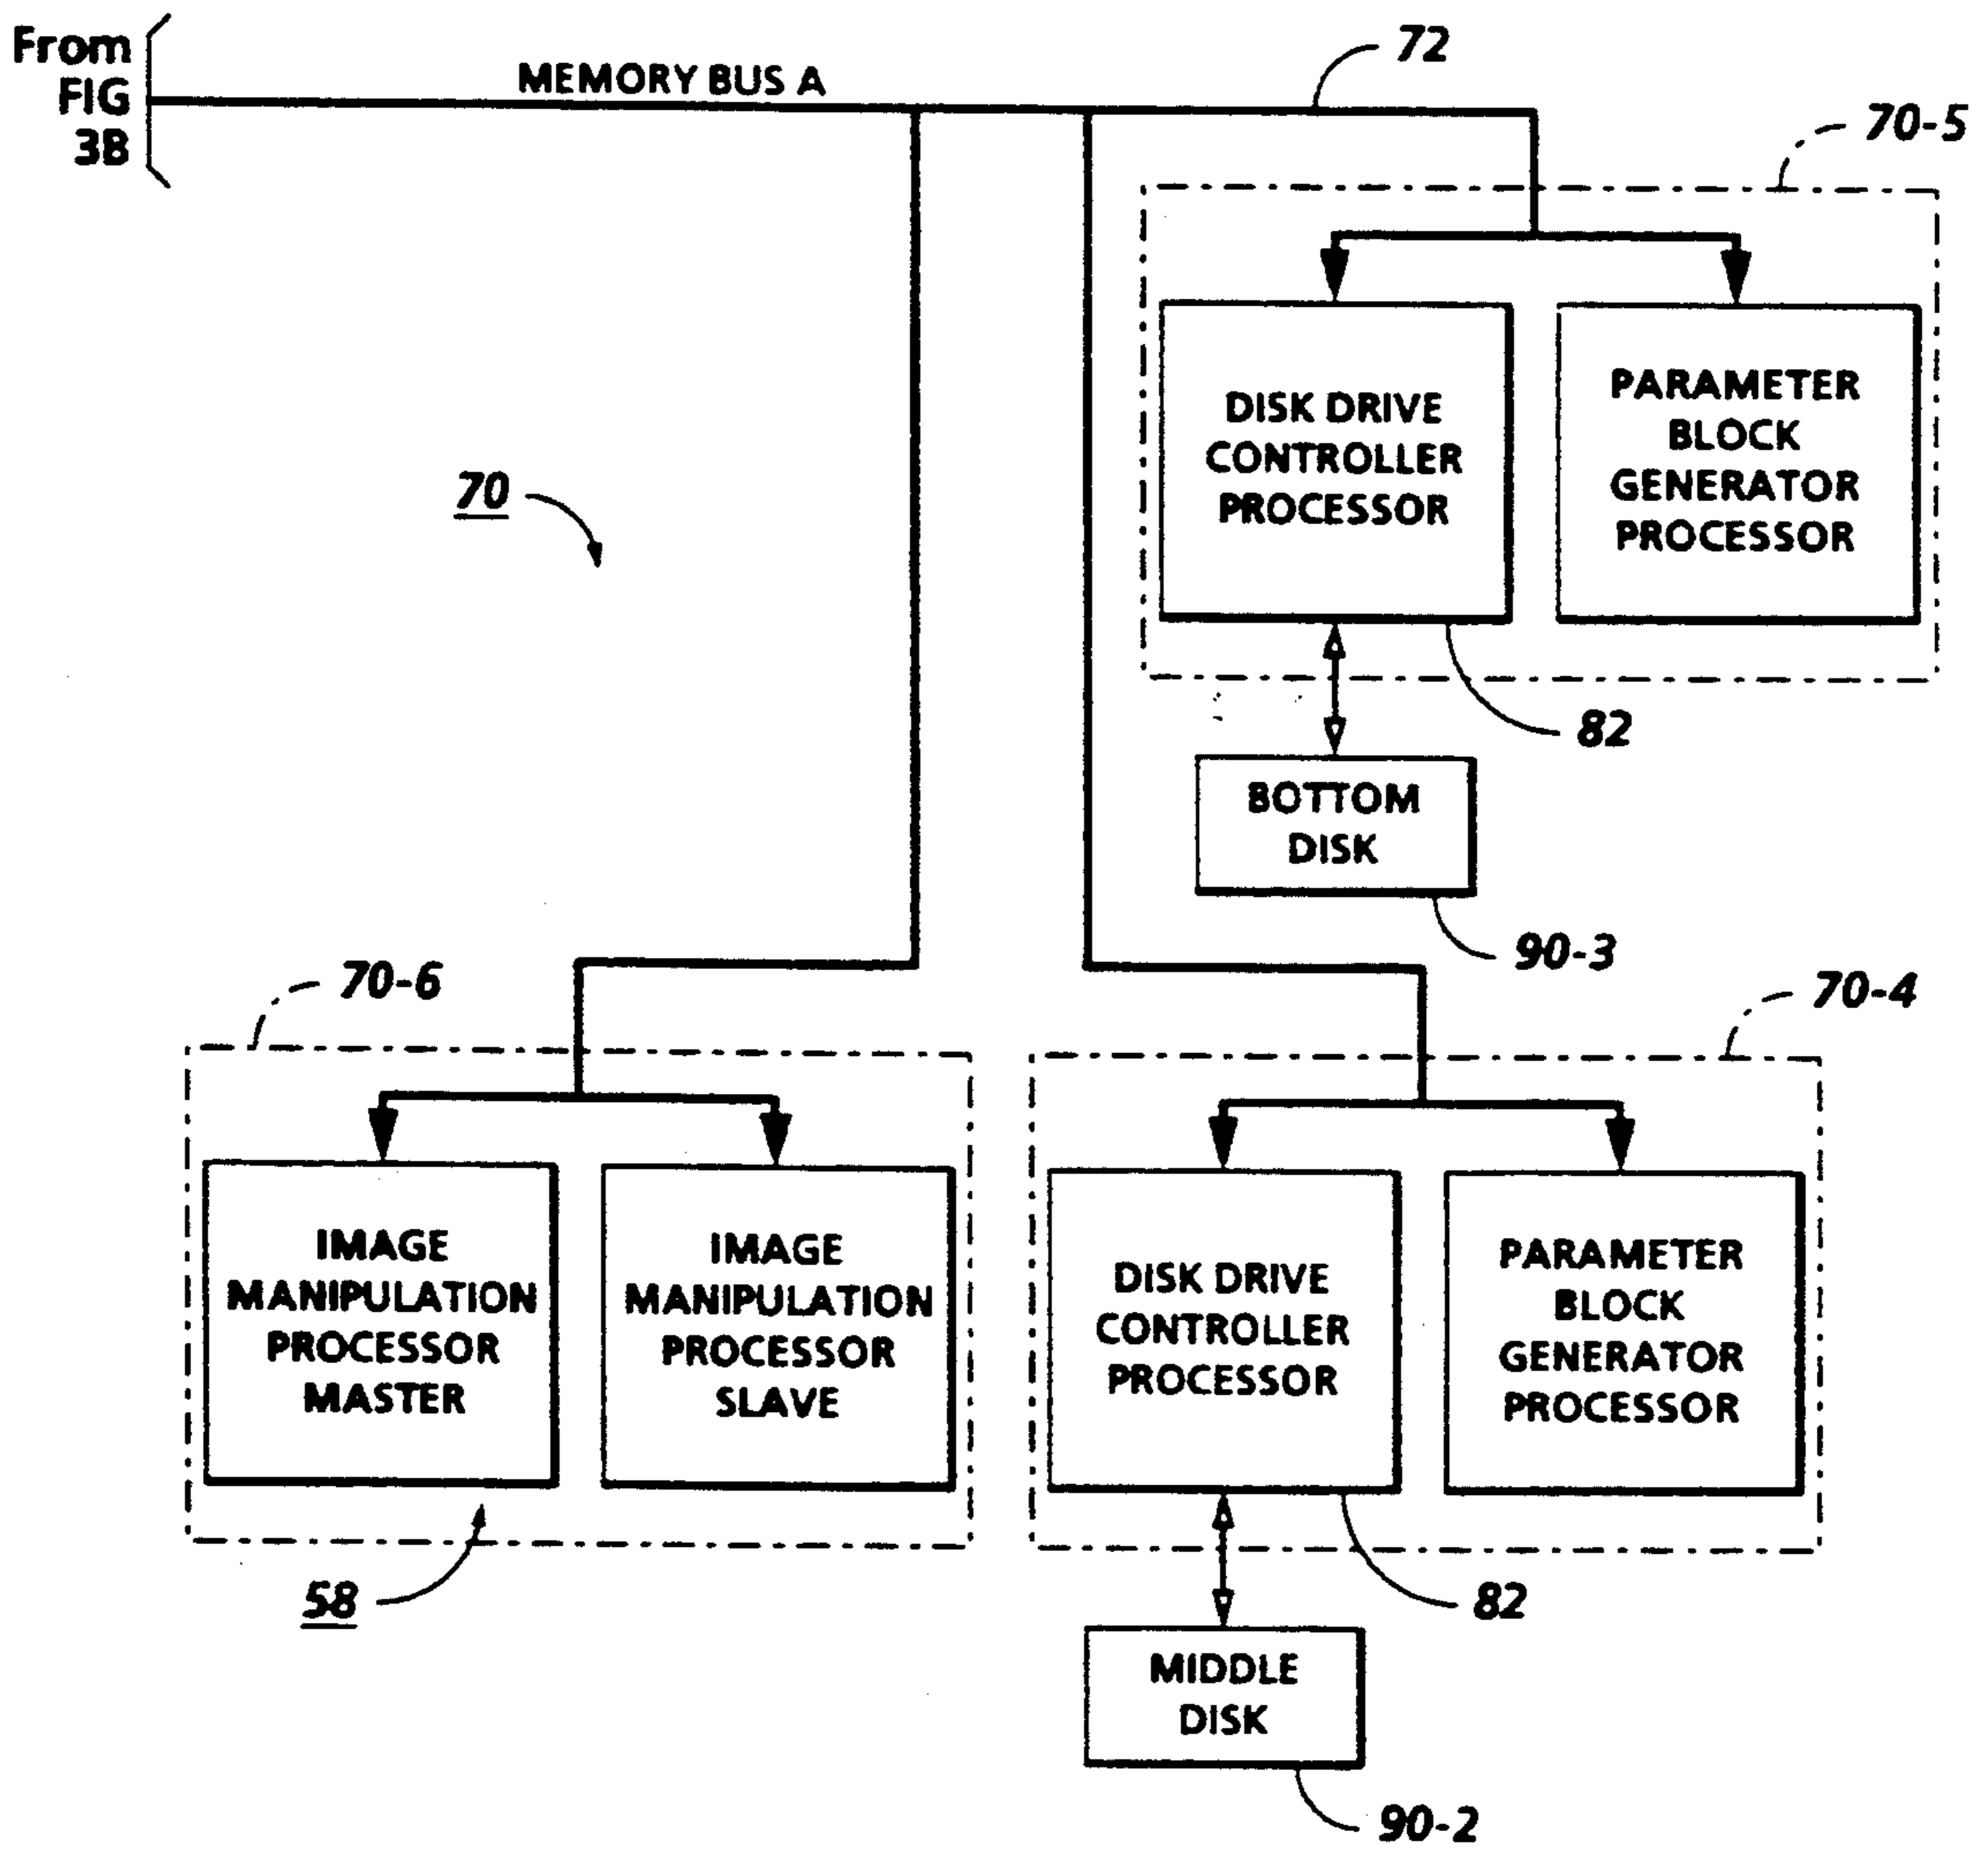 From
FIG
3B
MEMORY BUS A
72
70-5
DISK DRIVE
CONTROLLER
PROCESSOR
PARAMETER
BLOCK
GENERATOR
PROCESSOR
70
82
BOTTOM
DISK
90-3
70-6
70-4
IMAGE
MANIPULATION
PROCESSOR
MASTER
IMAGE
MANIPULATION
PROCESSOR
SLAVE
DISK DRIVE
CONTROLLER
PROCESSOR
PARAMETER
BLOCK
GENERATOR
PROCESSOR
58
82
MIDDLE
DISK
90-2